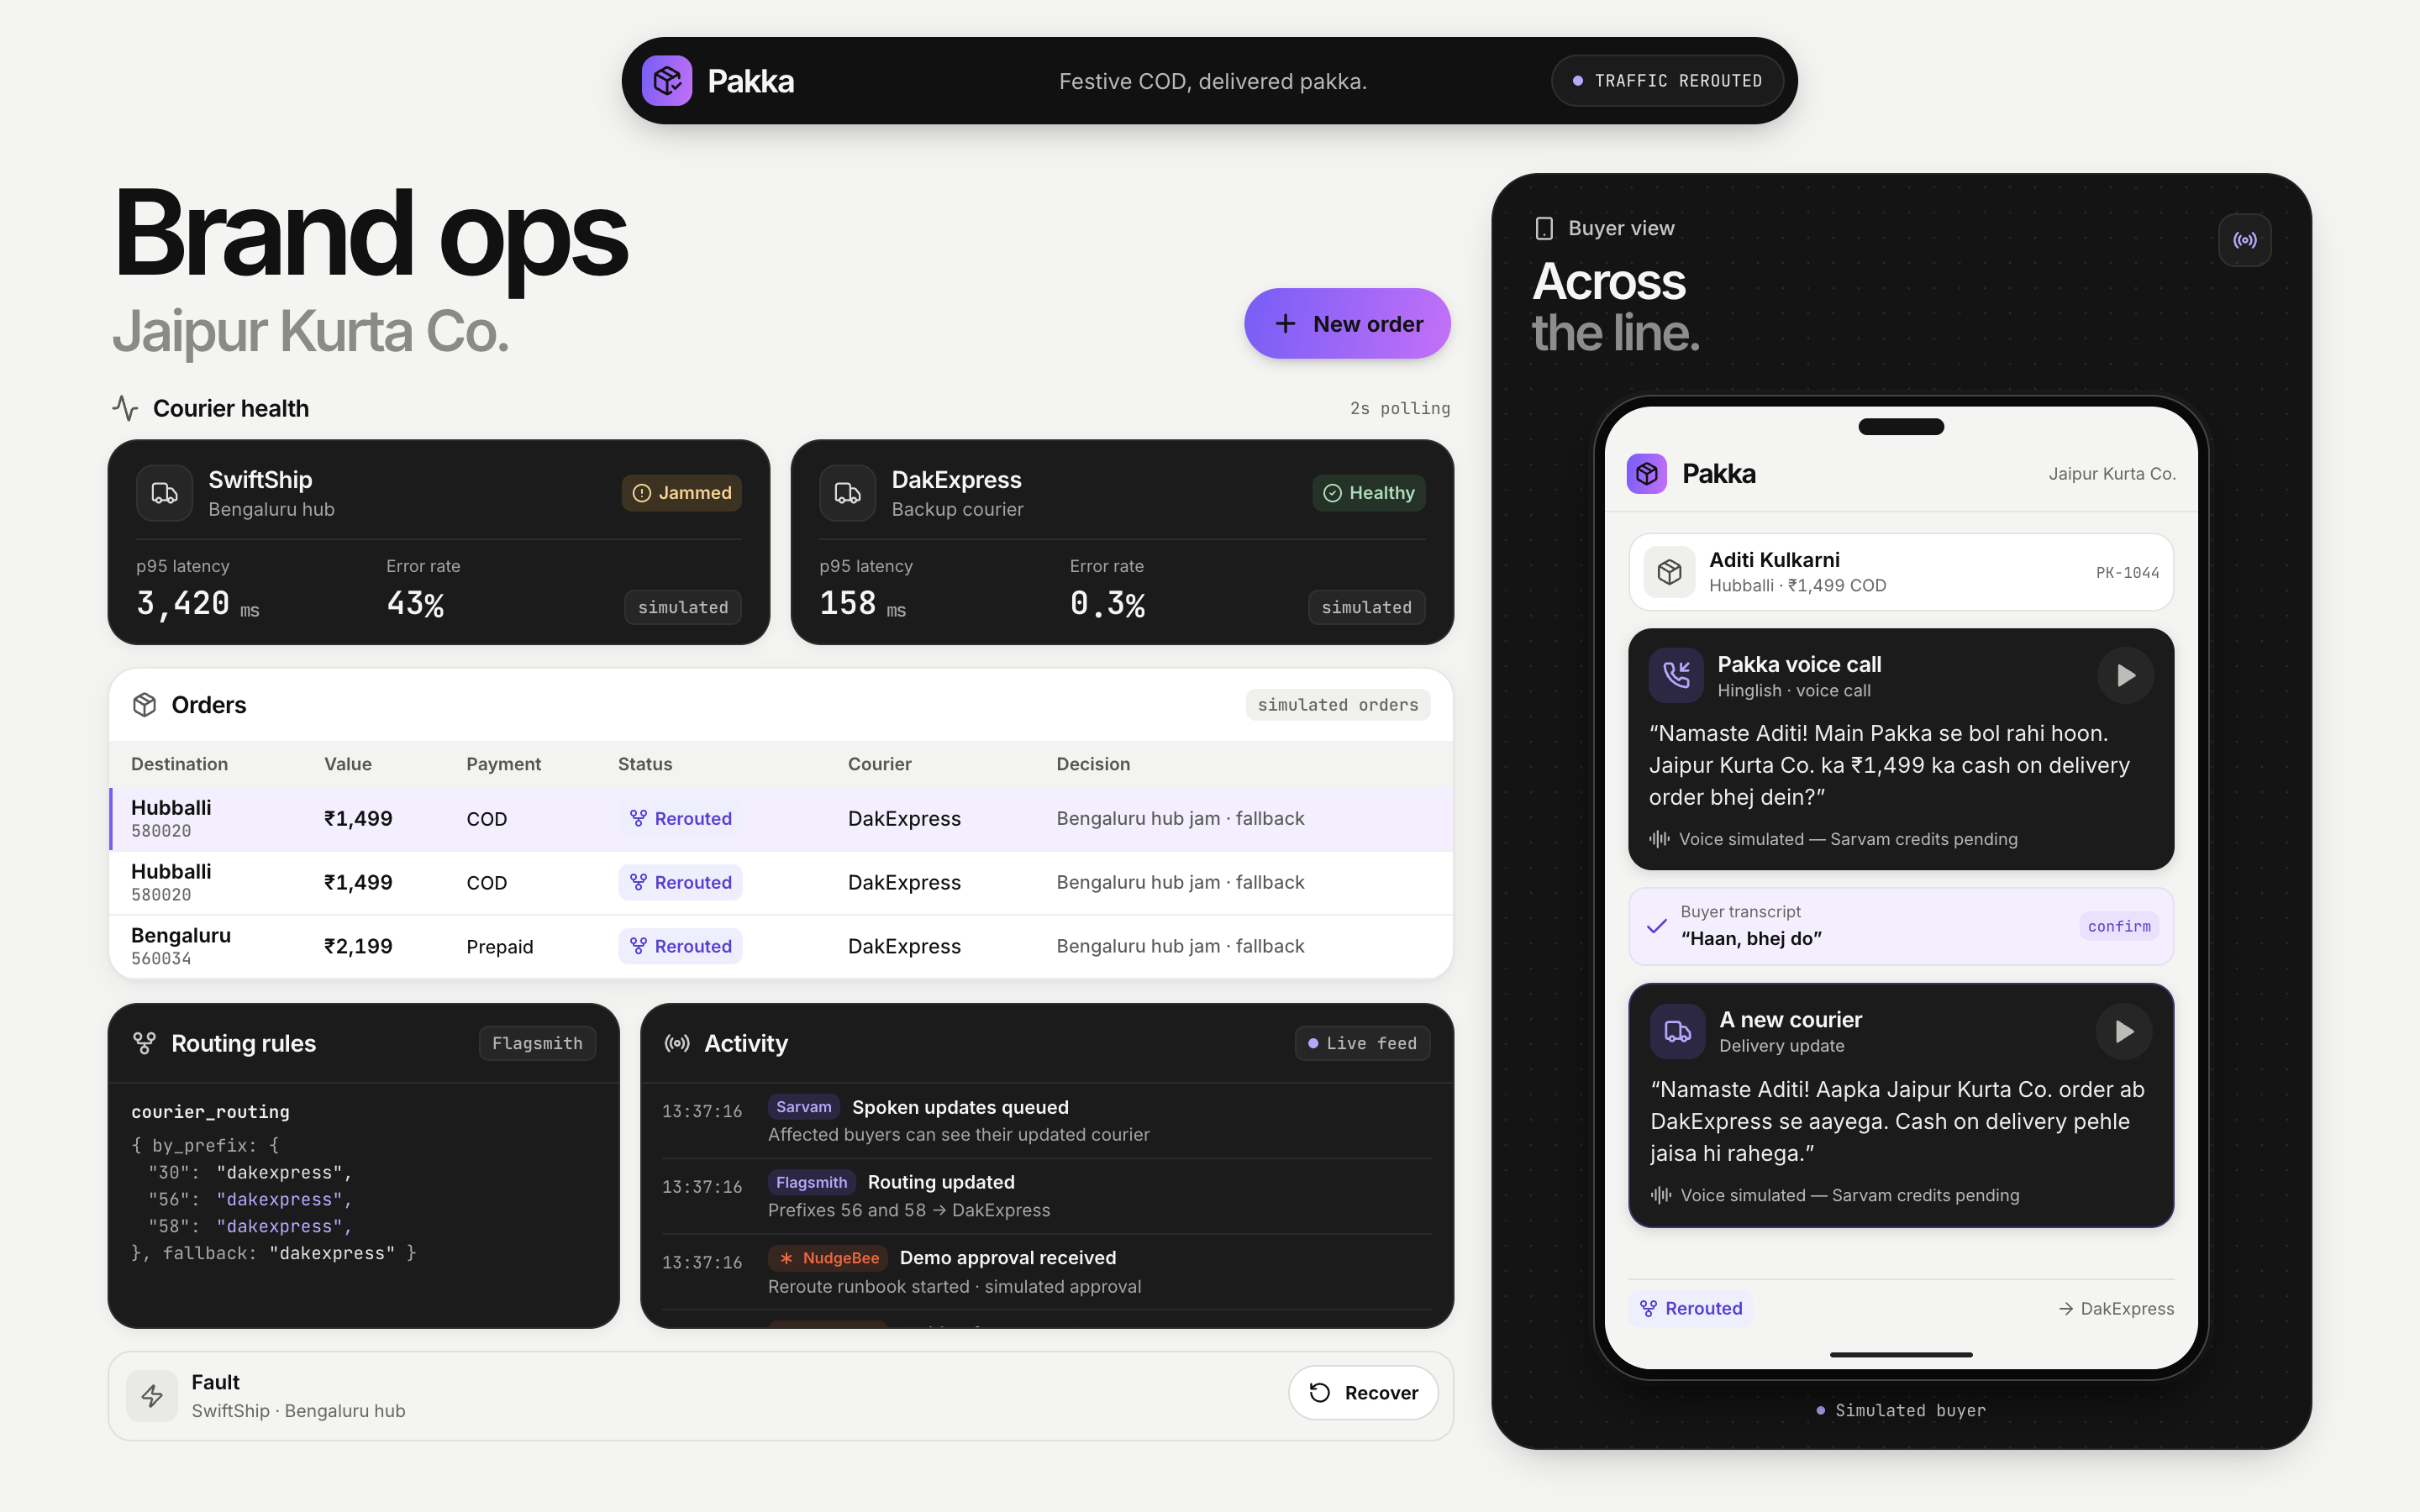 Pakka
Festive COD, delivered pakka.
TRAFFIC REROUTED
Brand ops
Jaipur Kurta Co.
New order
Courier health
2s polling
SwiftShip
Bengaluru hub
Jammed
p95 latency
Error rate
3,420 ms
43%
simulated
DakExpress
Backup courier
Healthy
p95 latency
Error rate
158 ms
0.3%
simulated
Orders
simulated orders
Destination Value Payment Status Courier Decision
Hubballi
580020
₹1,499 COD Rerouted DakExpress Bengaluru hub jam · fallback
Hubballi
580020
₹1,499 COD Rerouted DakExpress Bengaluru hub jam · fallback
Bengaluru
560034
₹2,199 Prepaid Rerouted DakExpress Bengaluru hub jam · fallback
Routing rules
Flagsmith
courier_routing
{ by_prefix: {
"30": "dakexpress",
"56": "dakexpress",
"58": "dakexpress",
}, fallback: "dakexpress" }
Activity
Live feed
13:37:16 Sarvam Spoken updates queued
Affected buyers can see their updated courier
13:37:16 Flagsmith Routing updated
Prefixes 56 and 58 → DakExpress
13:37:16 NudgeBee Demo approval received
Reroute runbook started · simulated approval
Fault
SwiftShip · Bengaluru hub
Recover
Buyer view
Across
the line.
Pakka
Jaipur Kurta Co.
Aditi Kulkarni
Hubballi · ₹1,499 COD
PK-1044
Pakka voice call
Hinglish · voice call
“Namaste Aditi! Main Pakka se bol rahi hoon.
Jaipur Kurta Co. ka ₹1,499 ka cash on delivery
order bhej dein?”
Voice simulated — Sarvam credits pending
Buyer transcript
“Haan, bhej do”
confirm
A new courier
Delivery update
“Namaste Aditi! Aapka Jaipur Kurta Co. order ab
DakExpress se aayega. Cash on delivery pehle
jaisa hi rahega.”
Voice simulated — Sarvam credits pending
Rerouted
→ DakExpress
Simulated buyer